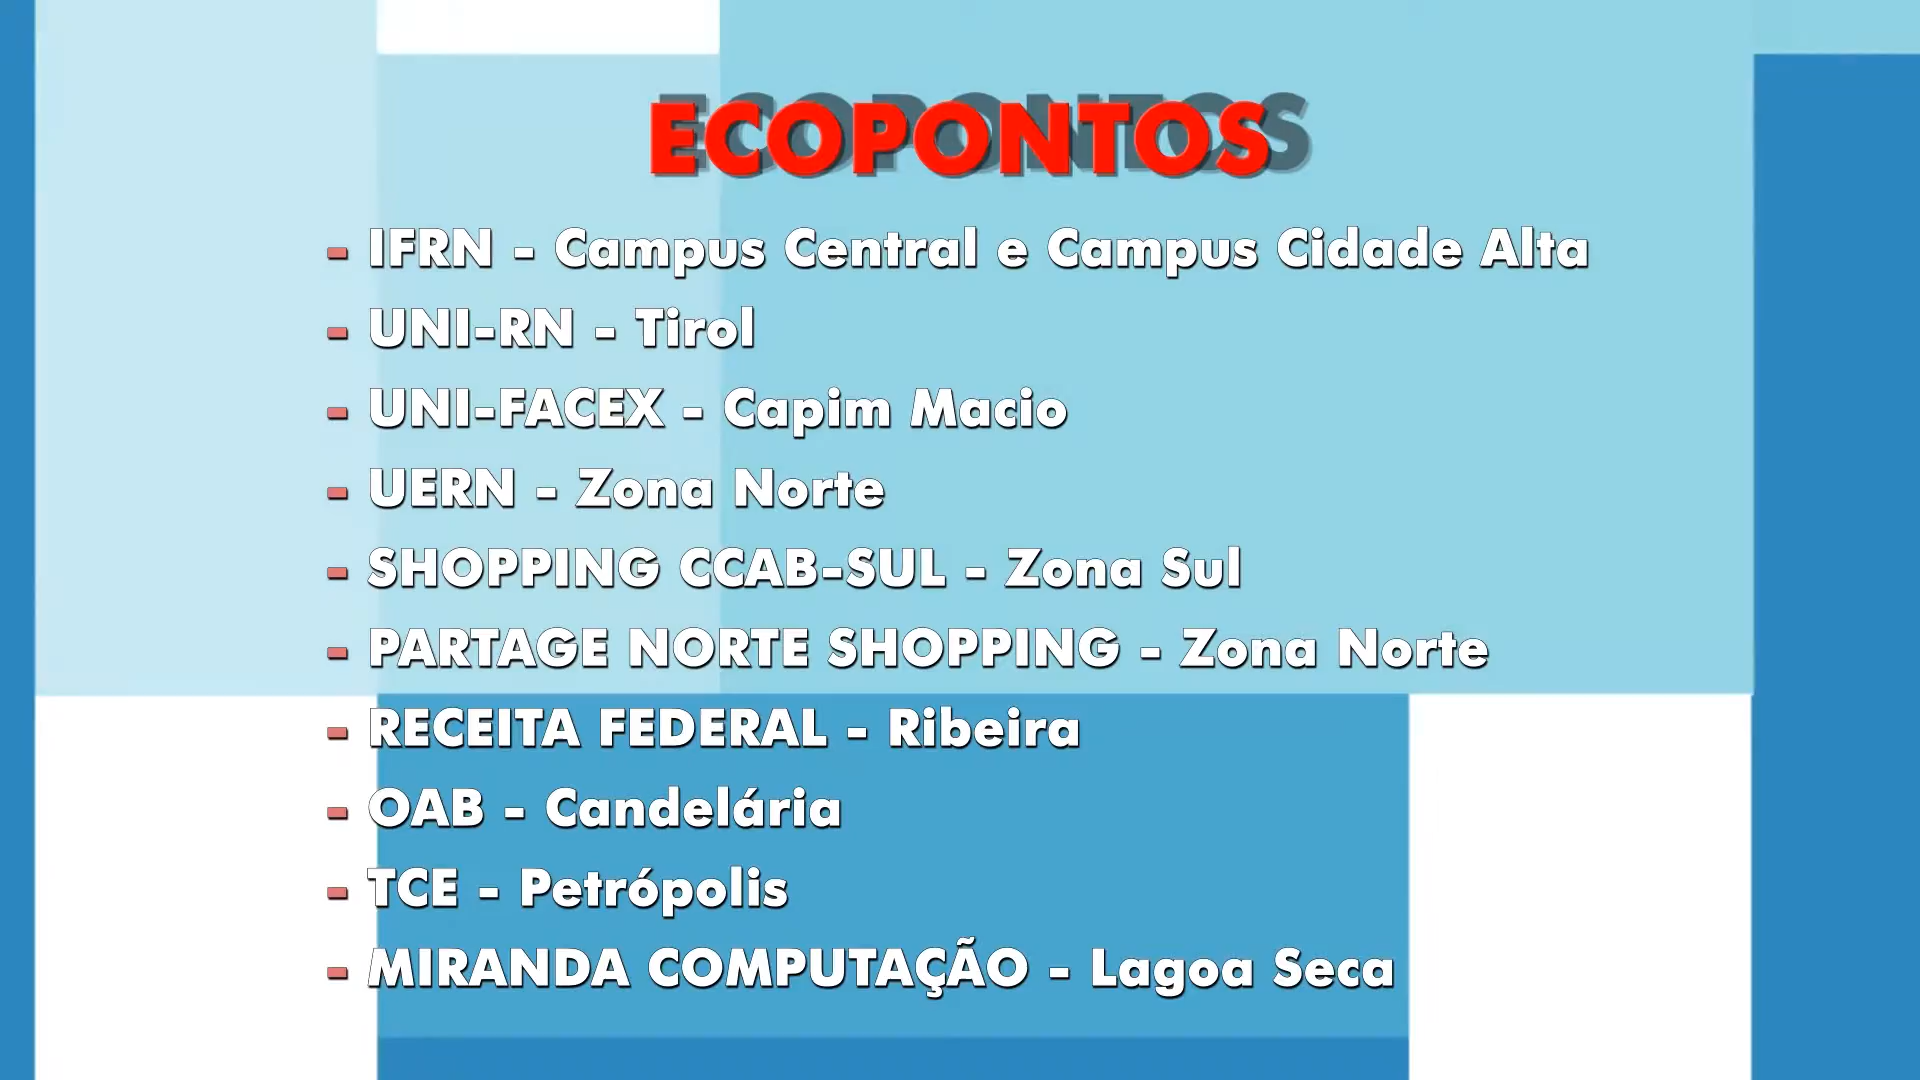 ECOPONTOS
- IFRN - Campus Central e Campus Cidade Alta
- UNI-RN - Tirol
- UNI-FACEX - Capim Macio
- UERN - Zona Norte
- SHOPPING CCAB-SUL - Zona Sul
- PARTAGE NORTE SHOPPING - Zona Norte
- RECEITA FEDERAL - Ribeira
- OAB - Candelária
- TCE - Petrópolis
- MIRANDA COMPUTAÇÃO - Lagoa Seca